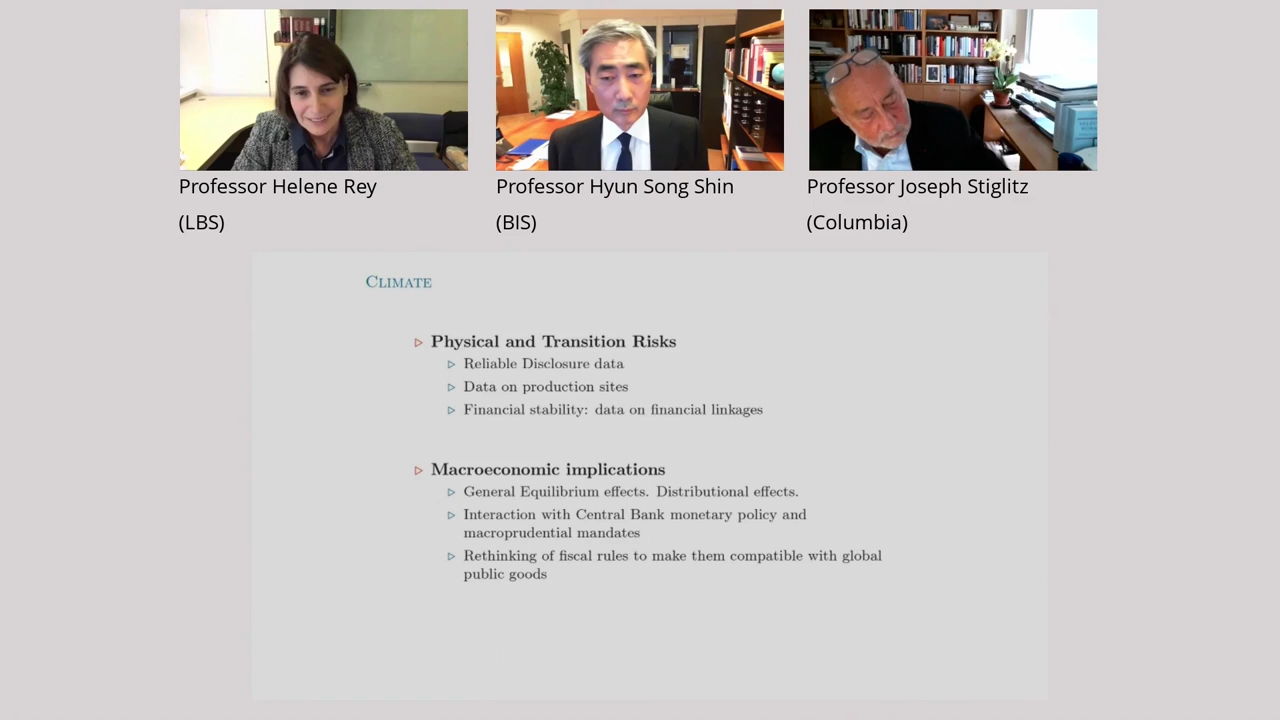 Professor Helene Rey
(LBS)
Professor Hyun Song Shin
(BIS)
Professor Joseph Stiglitz
(Columbia)
Climate
Physical and Transition Risks
Reliable Disclosure data
Data on production sites
Financial stability: data on financial linkages
Macroeconomic implications
General Equilibrium effects. Distributional effects.
Interaction with Central Bank monetary policy and
macroprudential mandates
Rethinking of fiscal rules to make them compatible with global
public goods